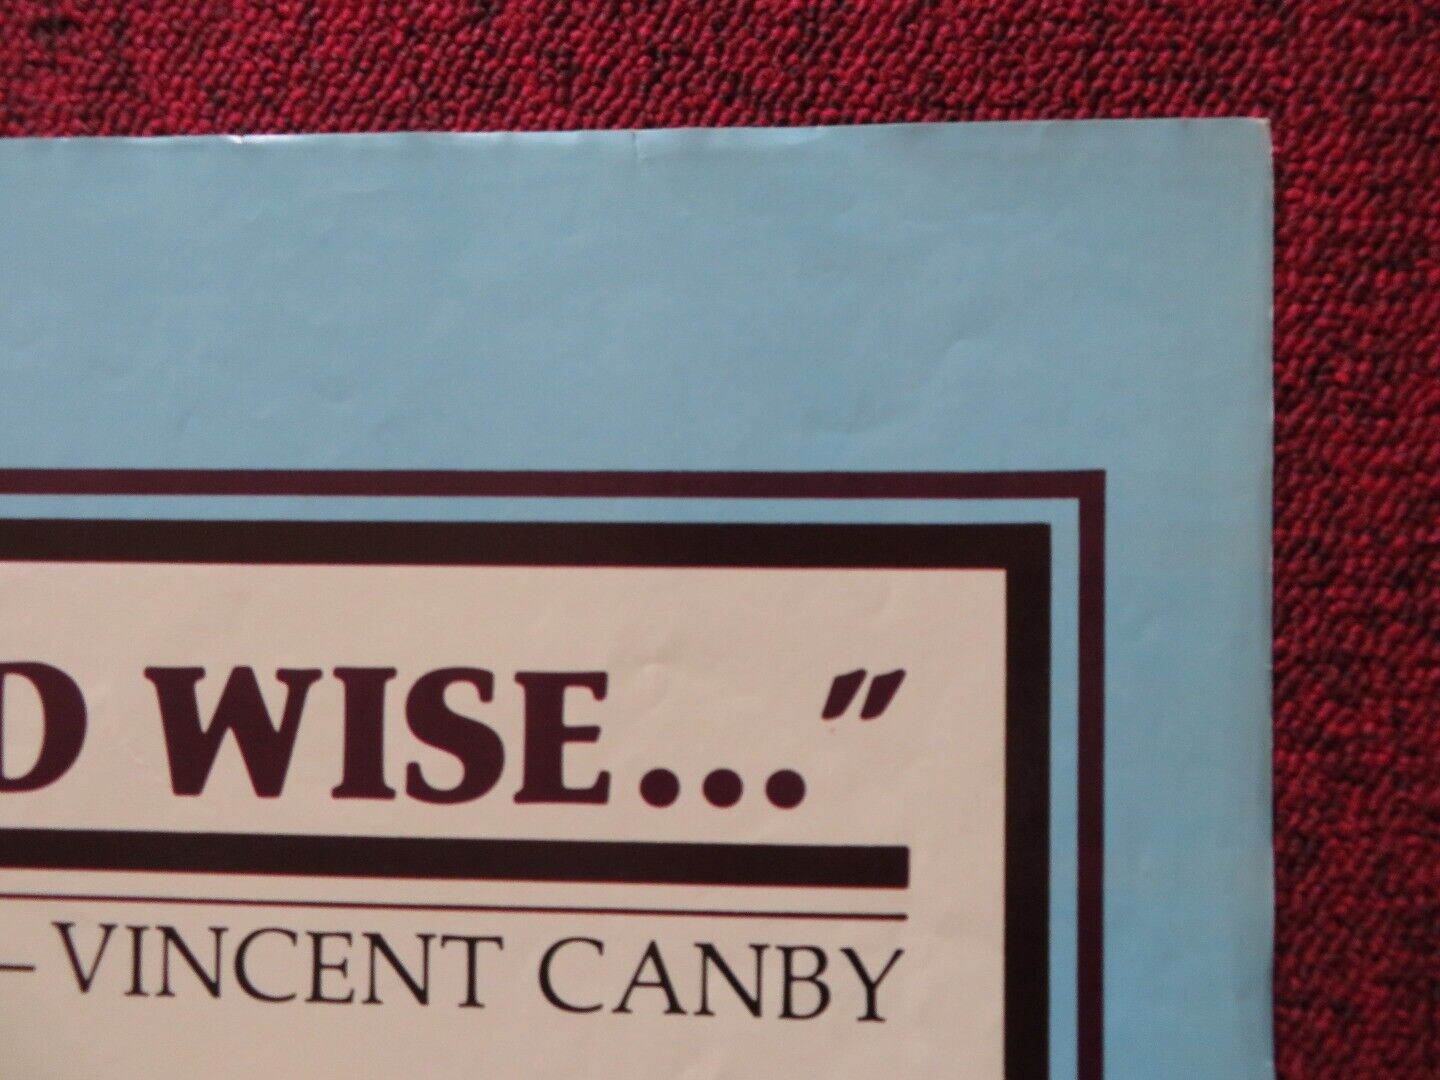 D WISE..."
– VINCENT CANBY